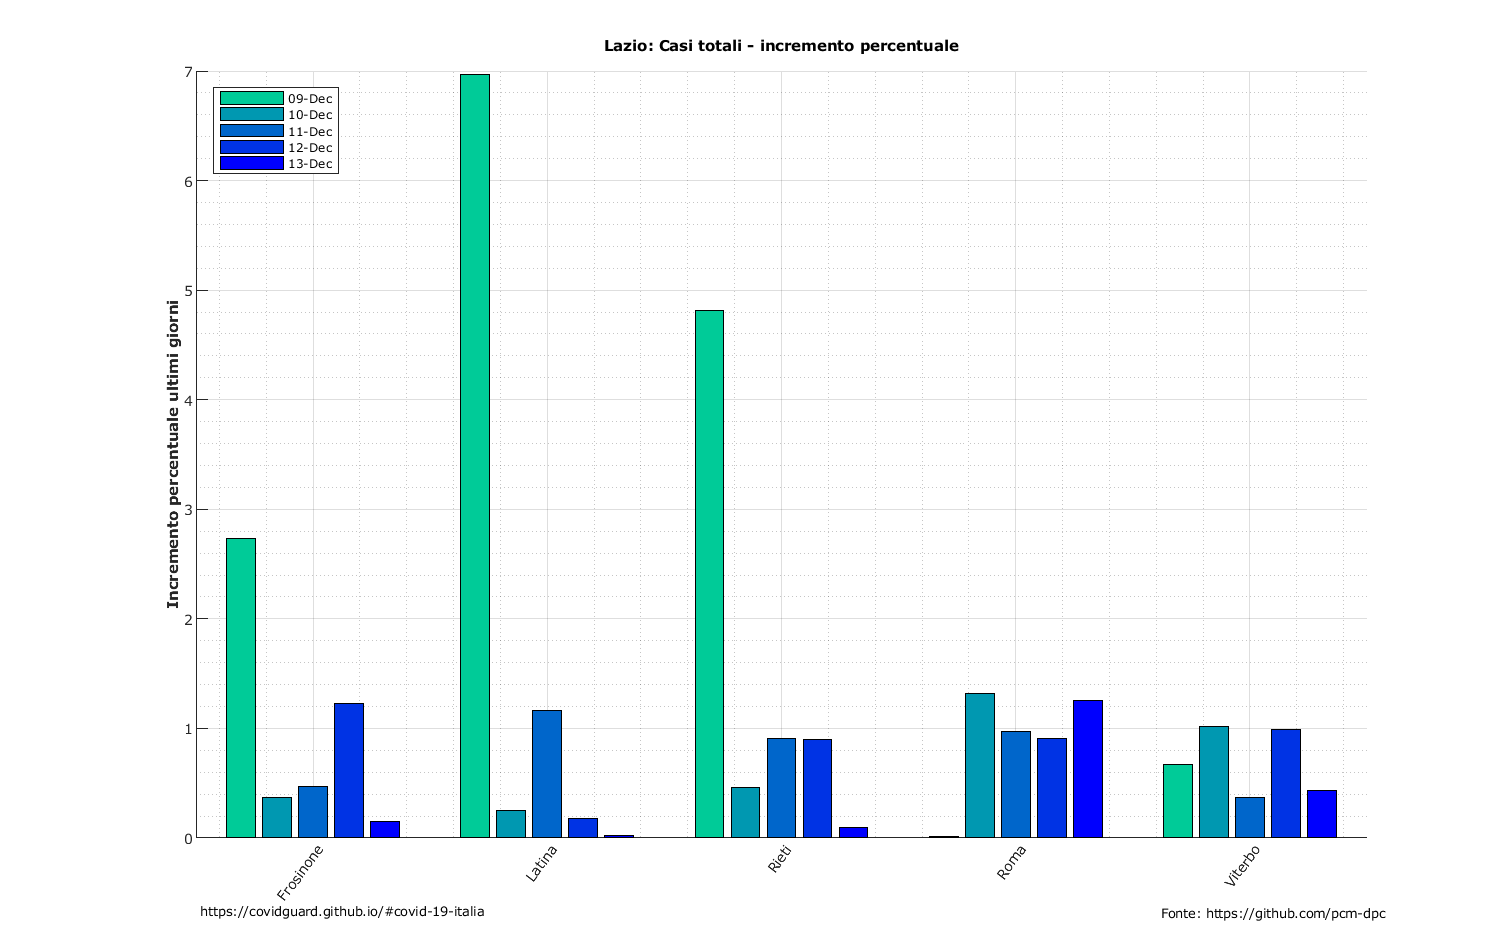 Lazio: Casi totali - incremento percentuale
Incremento percentuale ultimi giorni
7
6
5
4
3
2
1
0
09-Dec
10-Dec
11-Dec
12-Dec
13-Dec
Frosinone
Latina
Rieti
Roma
Viterbo
https://covidguard.github.io/#covid-19-italia
Fonte: https://github.com/pcm-dpc